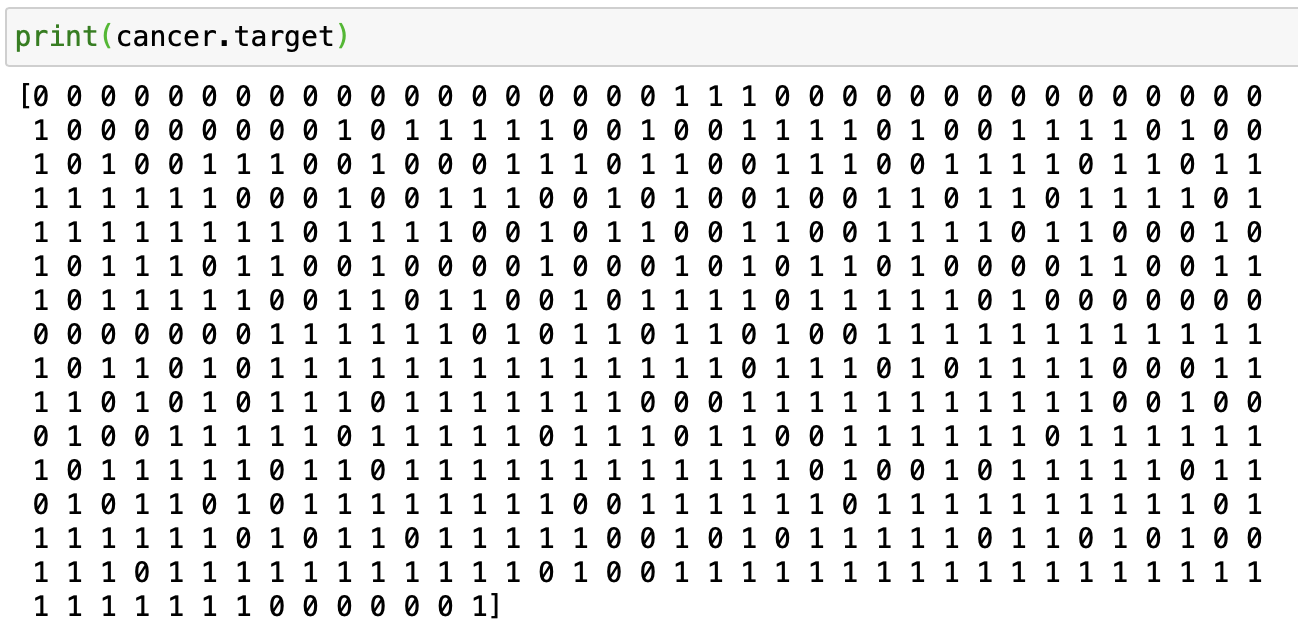 print(cancer.target)
[0 0 0 0 0 0 0 0 0 0 0 0 0 0 0 0 0 0 0 1 1 1 0 0 0 0 0 0 0 0 0 0 0 0 0 0 0
1 0 0 0 0 0 0 0 0 1 0 1 1 1 1 1 0 0 1 0 0 1 1 1 1 0 1 0 0 1 1 1 1 0 1 0 0
1 0 1 0 0 1 1 1 0 0 1 0 0 0 1 1 1 0 1 1 0 0 1 1 1 0 0 1 1 1 1 0 1 1 0 1 1
1 1 1 1 1 1 0 0 0 1 0 0 1 1 1 0 0 1 0 1 0 0 1 0 0 1 1 0 1 1 0 1 1 1 1 0 1
1 1 1 1 1 1 1 1 0 1 1 1 1 0 0 1 0 1 1 0 0 1 1 0 0 1 1 1 1 0 1 1 0 0 0 1 0
1 0 1 1 1 0 1 1 0 0 1 0 0 0 0 1 0 0 0 1 0 1 0 1 1 0 1 0 0 0 0 1 1 0 0 1 1
1 0 1 1 1 1 1 0 0 1 1 0 1 1 0 0 1 0 1 1 1 1 0 1 1 1 1 1 0 1 0 0 0 0 0 0 0
0 0 0 0 0 0 0 1 1 1 1 1 1 0 1 0 1 1 0 1 1 0 1 0 0 1 1 1 1 1 1 1 1 1 1 1 1
1 0 1 1 0 1 0 1 1 1 1 1 1 1 1 1 1 1 1 1 1 0 1 1 1 0 1 0 1 1 1 1 0 0 0 1 1
1 1 0 1 0 1 0 1 1 1 0 1 1 1 1 1 1 1 0 0 0 1 1 1 1 1 1 1 1 1 1 1 0 0 1 0 0
0 1 0 0 1 1 1 1 1 0 1 1 1 1 1 0 1 1 1 0 1 1 0 0 1 1 1 1 1 1 0 1 1 1 1 1 1
1 0 1 1 1 1 1 0 1 1 0 1 1 1 1 1 1 1 1 1 1 1 1 0 1 0 0 1 0 1 1 1 1 1 0 1 1
0 1 0 1 1 0 1 0 1 1 1 1 1 1 1 1 0 0 1 1 1 1 1 1 0 1 1 1 1 1 1 1 1 1 1 0 1
1 1 1 1 1 1 0 1 0 1 1 0 1 1 1 1 1 0 0 1 0 1 0 1 1 1 1 1 0 1 1 0 1 0 1 0 0
1 1 1 0 1 1 1 1 1 1 1 1 1 1 1 0 1 0 0 1 1 1 1 1 1 1 1 1 1 1 1 1 1 1 1 1 1
1 1 1 1 1 1 1 0 0 0 0 0 0 1]